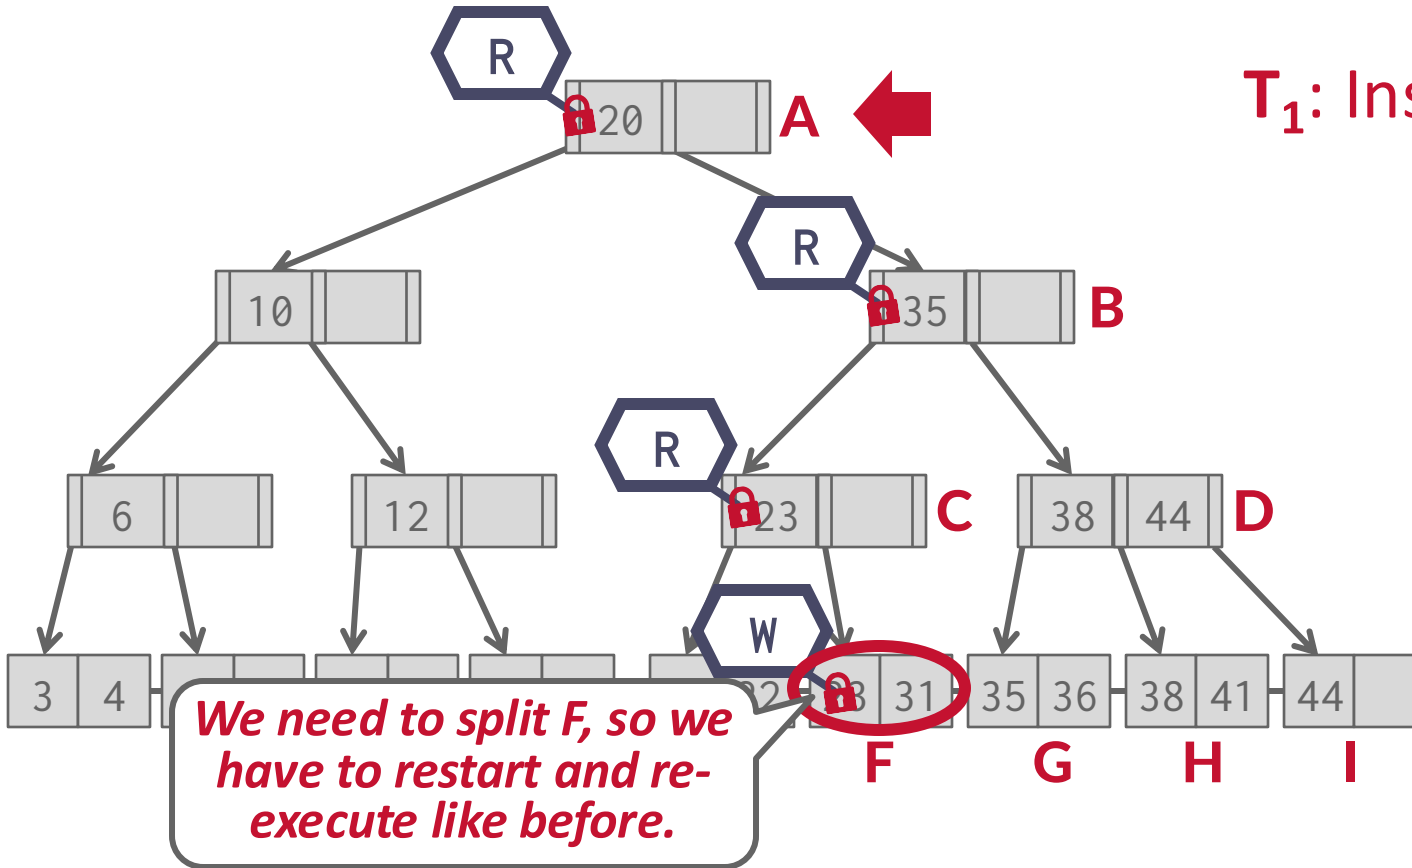 R
20
A
T1: Ins
R
10
35
B
R
6
12
23
C
38
44
D
W
3
4
31
35
36
38
41
44
We need to split F, so we
have to restart and re-
execute like before.
F
G
H
I